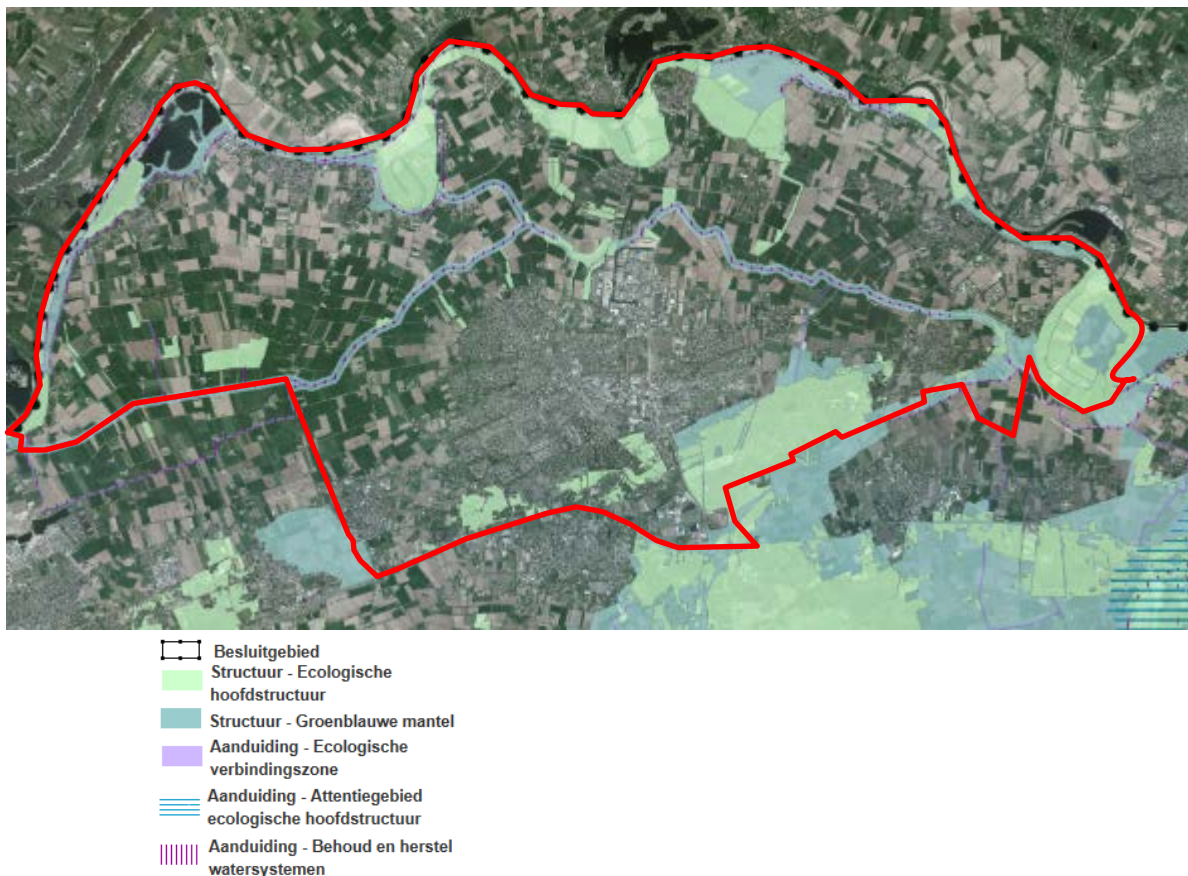 Besluitgebied
Structuur - Ecologische
hoofdstructuur
Structuur - Groenblauwe mantel
Aanduiding - Ecologische
verbindingszone
Aanduiding - Attentiegebied
ecologische hoofdstructuur
Aanduiding - Behoud en herstel
watersystemen